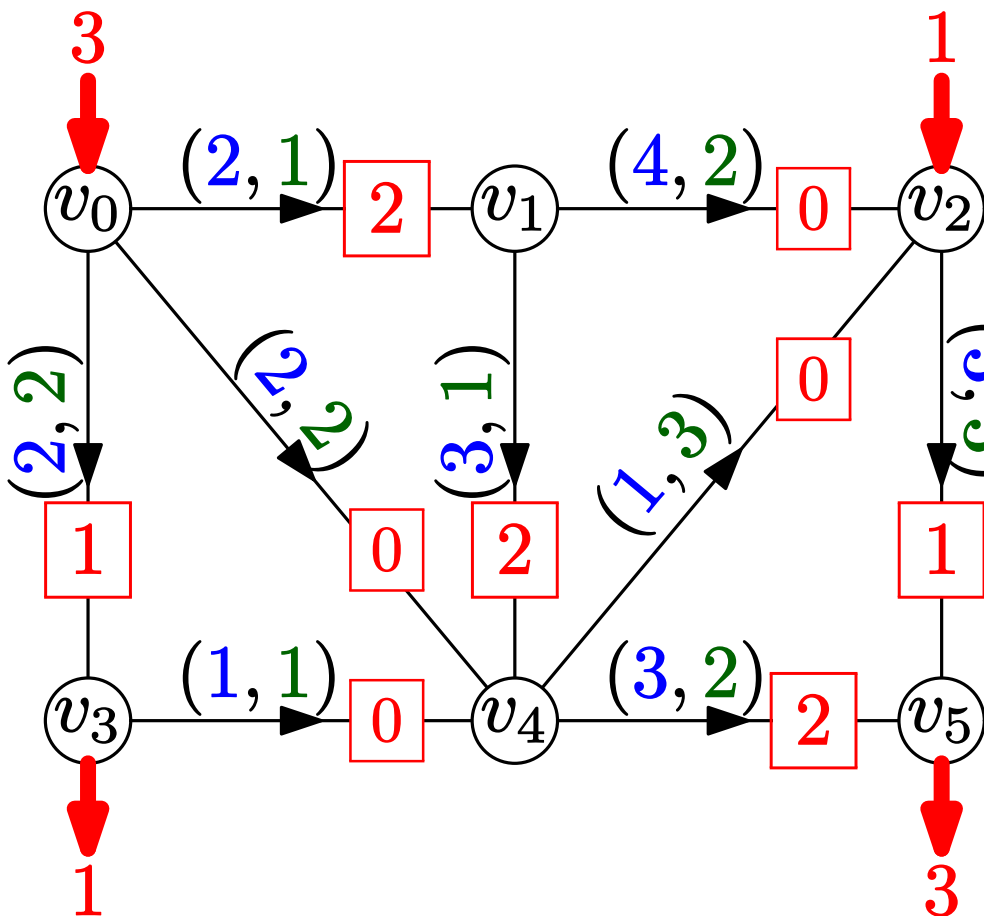 3 1
(2, 1) (4, 2)
v0 2 v1 0 v2
(2, 2) (2, 2) (3, 1) (1, 3) 0
1 0 2 1
(1, 1) (3, 2)
v3 0 v4 2 v5
1 3